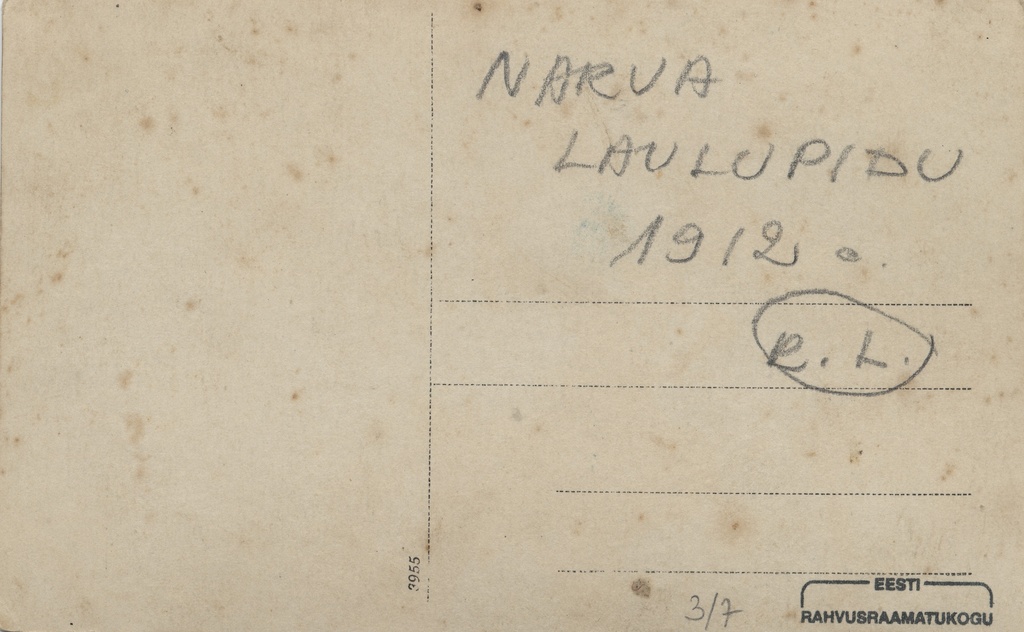 NARVA
LAULUPIDU
1912 a.
R. L.
3955
3/7
EESTI
RAHVUSRAAMATUKOGU